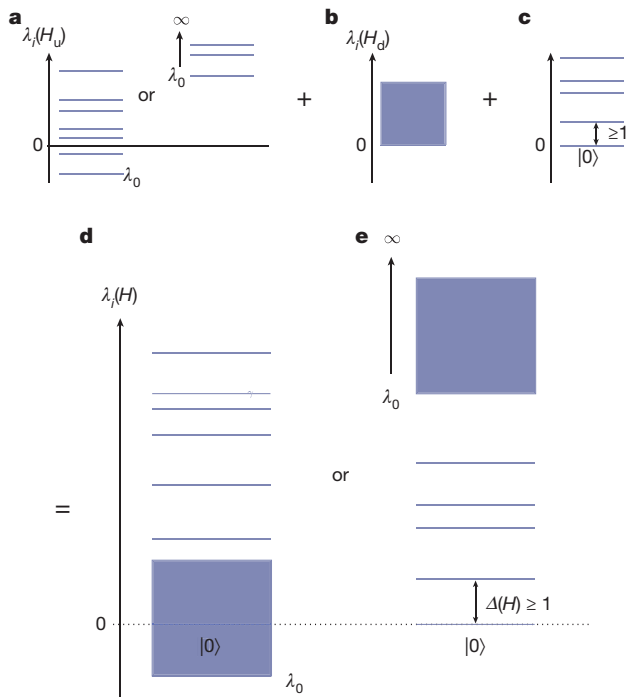 a
b
c
λi(Hu)
∞
λ0
or
0
λ0
+
λi(Hd)
0
+
0
≥1
|0⟩
d
e
λi(H)
∞
λ0
or
=
Δ(H) ≥ 1
0
|0⟩
|0⟩
λ0